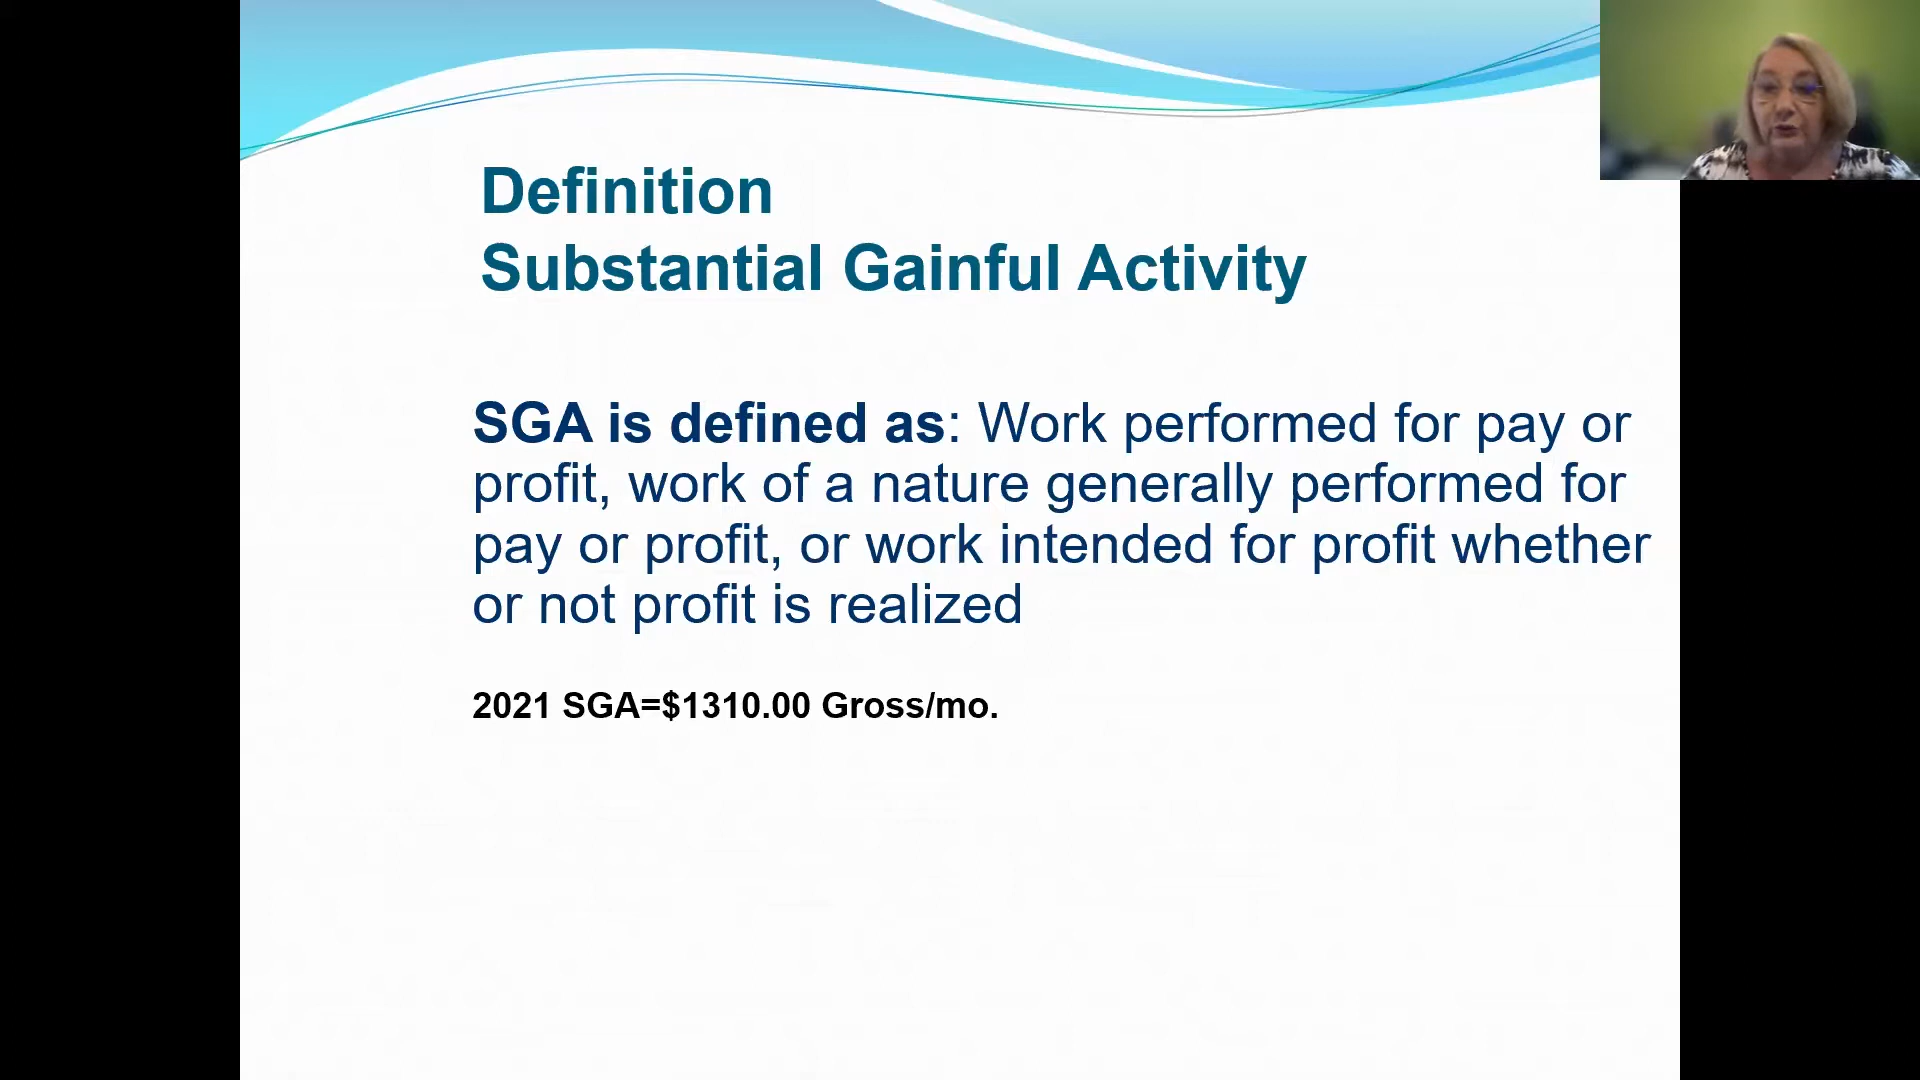 Definition
Substantial Gainful Activity
SGA is defined as: Work performed for pay or
profit, work of a nature generally performed for
pay or profit, or work intended for profit whether
or not profit is realized
2021 SGA=$1310.00 Gross/mo.